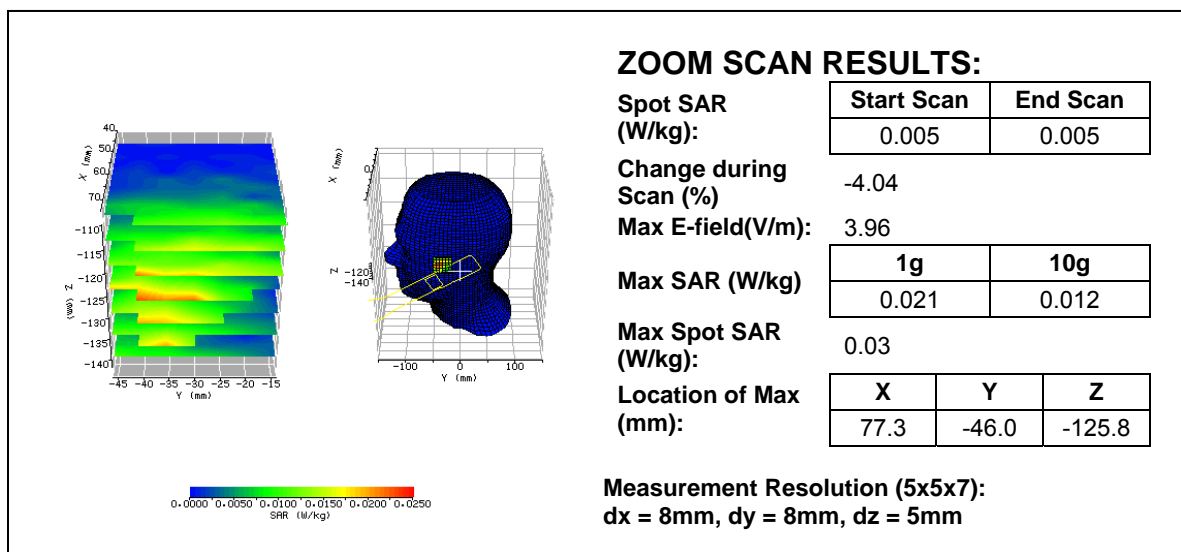 ZOOM SCAN RESULTS:
Spot SAR
(W/kg):
Start Scan End Scan
0.005 0.005
Change during
Scan (%)
-4.04
Max E-field(V/m): 3.96
Max SAR (W/kg)
1g 10g
0.021 0.012
Max Spot SAR
(W/kg):
0.03
Location of Max
(mm):
X Y Z
77.3 -46.0 -125.8
Measurement Resolution (5x5x7):
dx = 8mm, dy = 8mm, dz = 5mm
40
50
60
70
X (mm)
-110
-115
-120
-125
-130
-135
-140
Z (mm)
-45 -40 -35 -30 -25 -20 -15
Y (mm)
X (mm)
0
Z
-120
-140
-100 0 100
Y (mm)
0.0000 0.0050 0.0100 0.0150 0.0200 0.0250
SAR (W/kg)